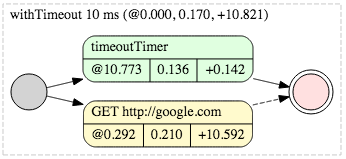 withTimeout 10 ms (@0.000, 0.170, +10.821)
timeoutTimer
@10.773 0.136 +0.142
GET http://google.com
@0.292 0.210 +10.592